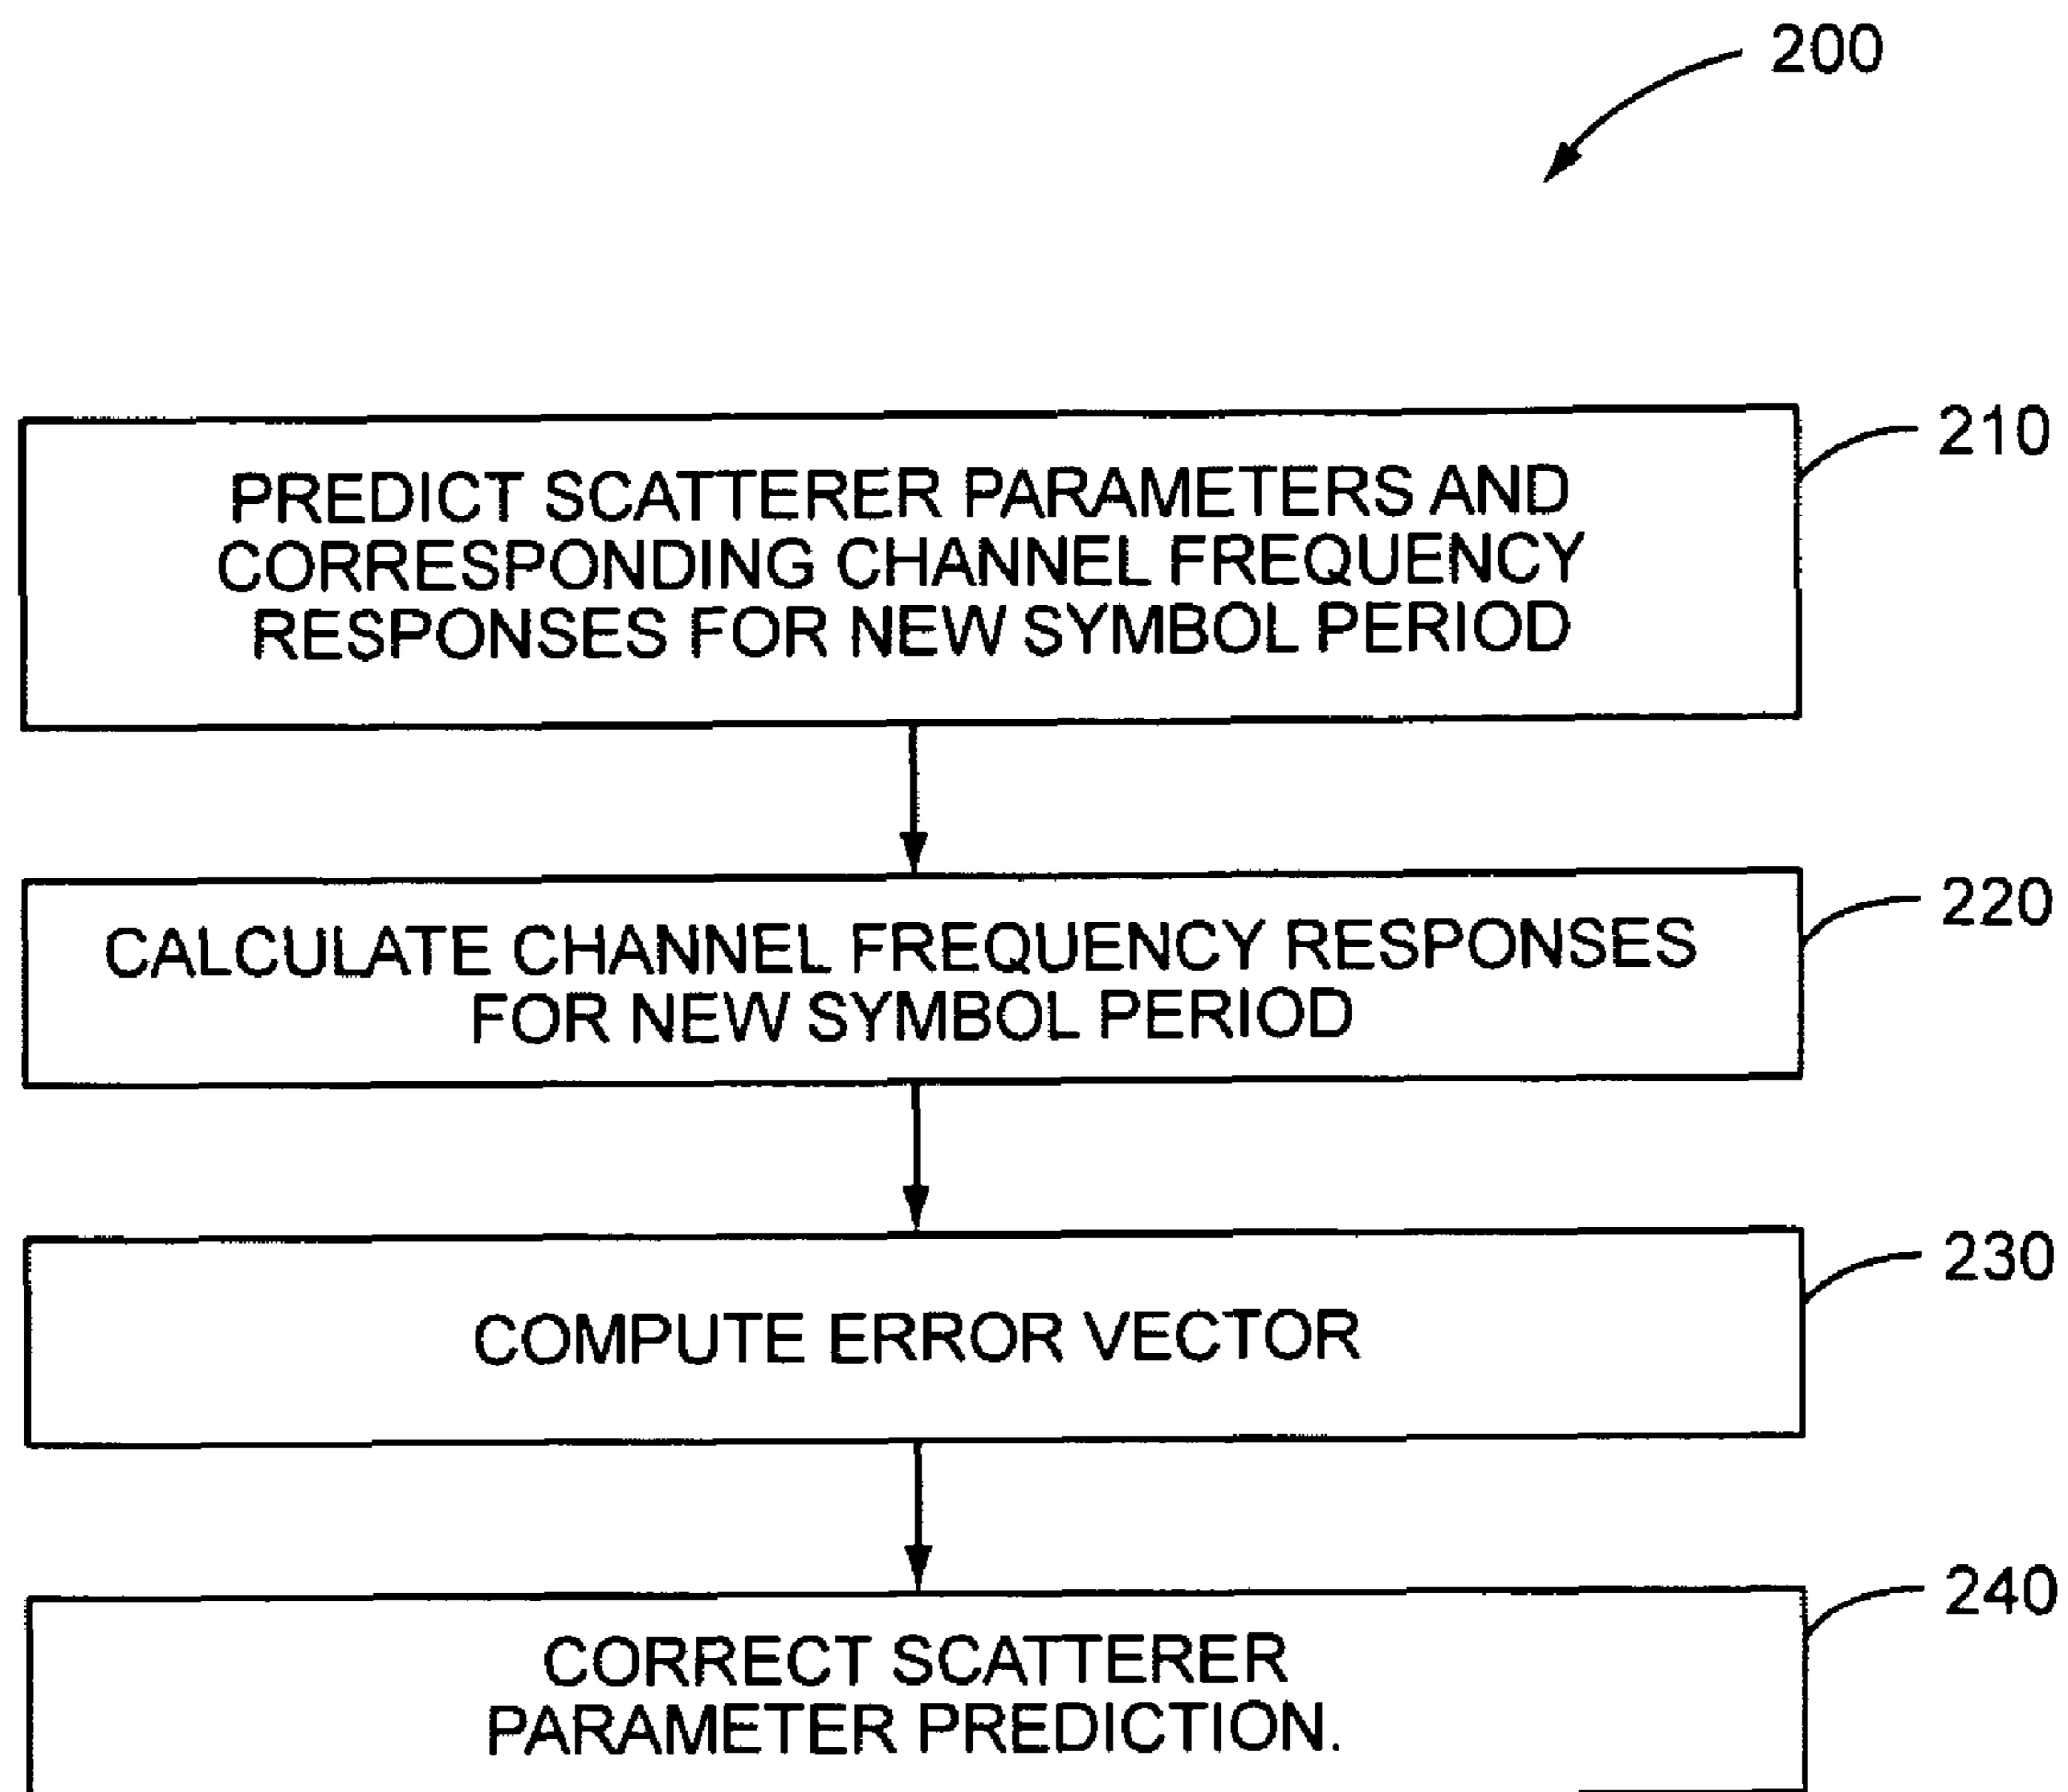 200
210
PREDICT SCATTERER PARAMETERS AND
CORRESPONDING CHANNEL FREQUENCY
RESPONSES FOR NEW SYMBOL PERIOD
220
CALCULATE CHANNEL FREQUENCY RESPONSES
FOR NEW SYMBOL PERIOD
230
COMPUTE ERROR VECTOR
240
CORRECT SCATTERER
PARAMETER PREDICTION.